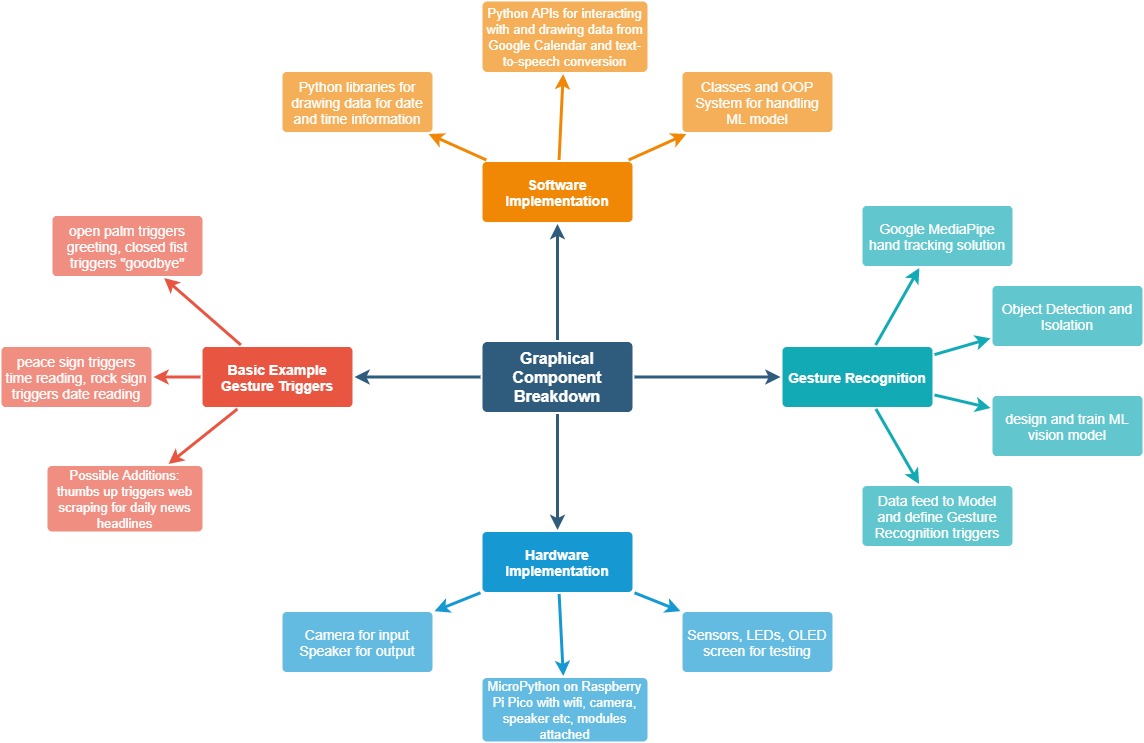 Python APIs for interacting
with and drawing data from
Google Calendar and text-
to-speech conversion
Python libraries for
drawing data for date
and time information
Classes and OOP
System for handling
ML model
Software
Implementation
open palm triggers
greeting, closed fist
triggers "goodbye"
Google MediaPipe
hand tracking solution
Object Detection and
Isolation
peace sign triggers
time reading, rock sign
triggers date reading
Basic Example
Gesture Triggers
Graphical
Component
Breakdown
Gesture Recognition
design and train ML
vision model
Possible Additions:
thumbs up triggers web
scraping for daily news
headlines
Data feed to Model
and define Gesture
Recognition triggers
Hardware
Implementation
Camera for input
Speaker for output
Sensors, LEDs, OLED
screen for testing
MicroPython on Raspberry
Pi Pico with wifi, camera,
speaker etc, modules
attached